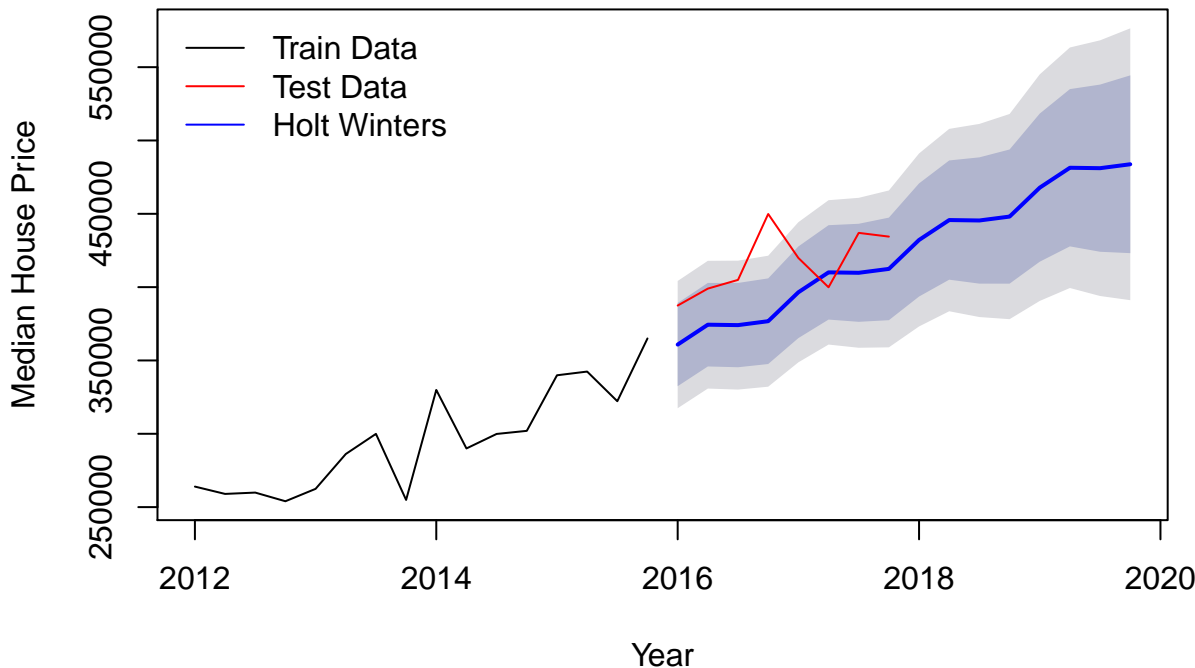 Train Data
Test Data
Holt Winters
Median House Price
550000
450000
350000
250000
2012 2014 2016 2018 2020
Year